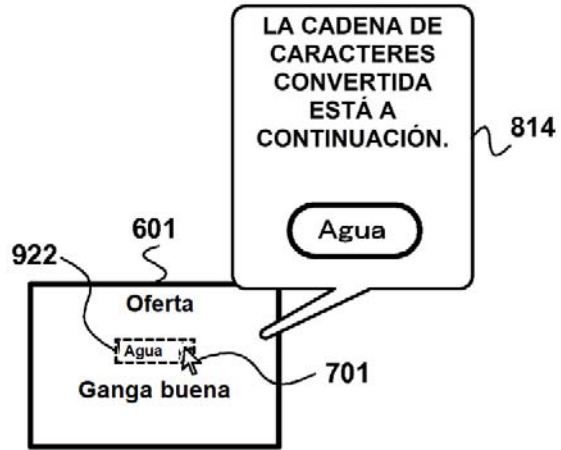 LA CADENA DE
CARACTERES
CONVERTIDA
ESTÁ A
CONTINUACIÓN.
814
Agua
601
922
Oferta
Agua
701
Ganga buena